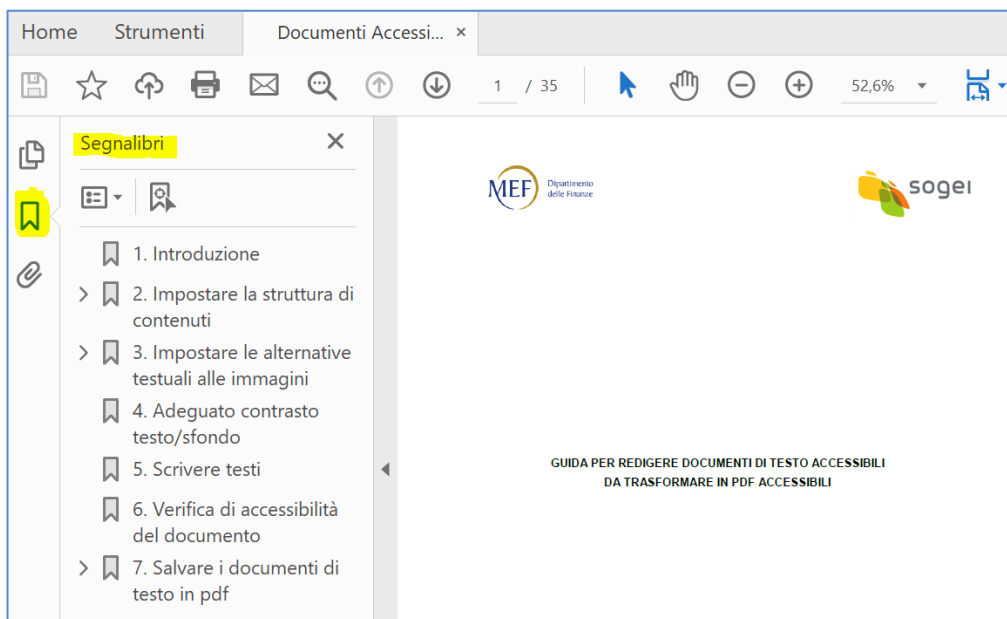 Home Strumenti Documenti Accessi... ×
1 / 35 52,6%
Segnalibri
1. Introduzione
2. Impostare la struttura di
contenuti
3. Impostare le alternative
testuali alle immagini
4. Adeguato contrasto
testo/sfondo
5. Scrivere testi
6. Verifica di accessibilità
del documento
7. Salvare i documenti di
testo in pdf
MEF Dipartimento
delle Finanze
sogei
GUIDA PER REDIGERE DOCUMENTI DI TESTO ACCESSIBILI
DA TRASFORMARE IN PDF ACCESSIBILI